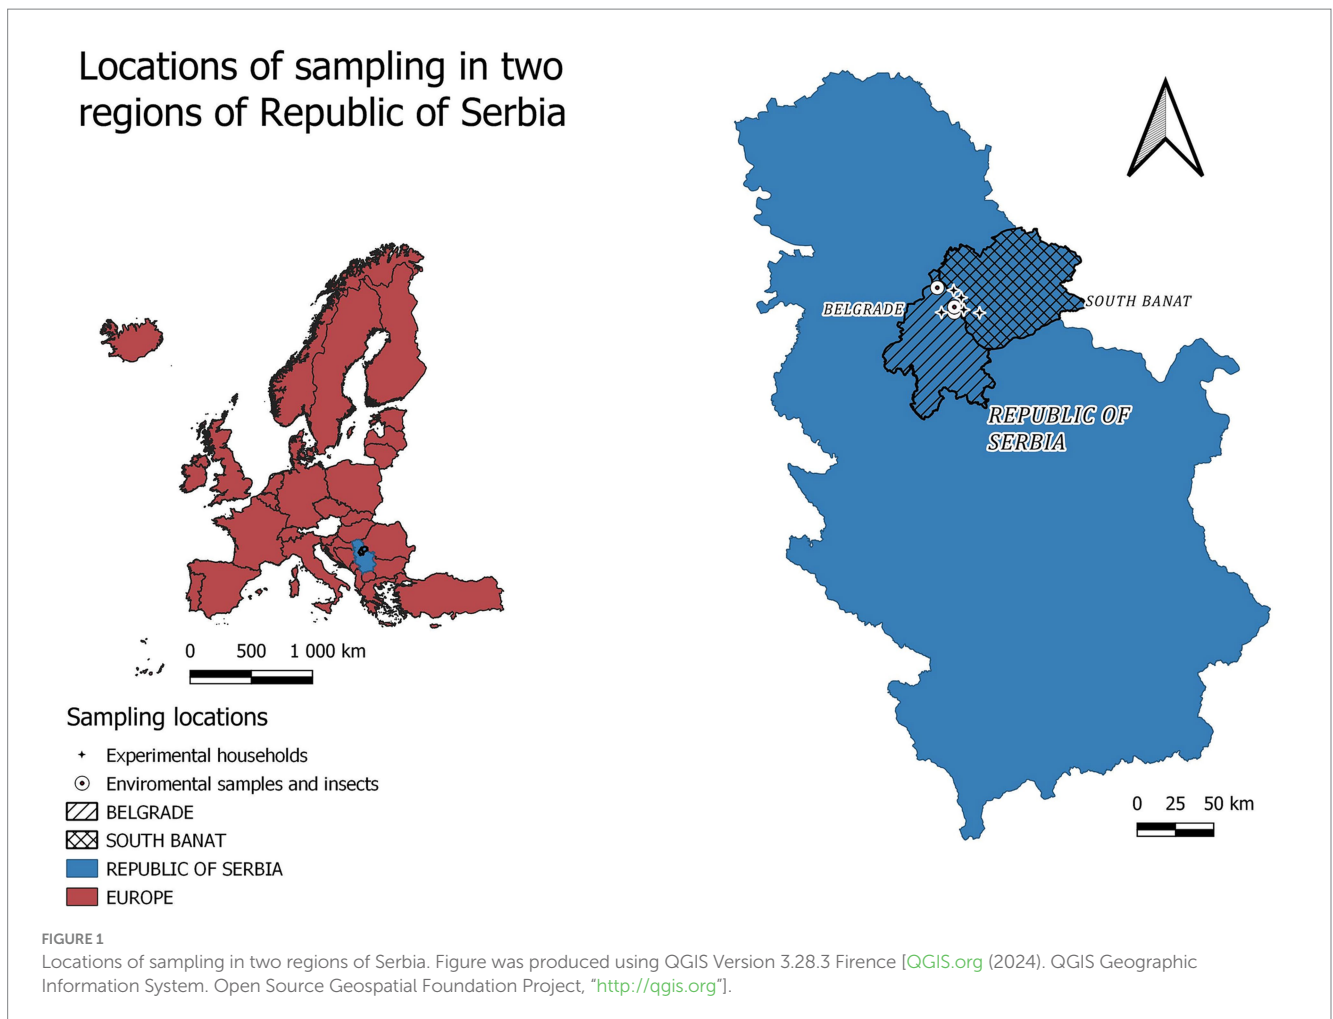 Locations of sampling in two
regions of Republic of Serbia
BELGRADE
SOUTH BANAT
REPUBLIC OF
SERBIA
0 500 1 000 km
0 25 50 km
Sampling locations
Experimental households
Enviromental samples and insects
BELGRADE
SOUTH BANAT
REPUBLIC OF SERBIA
EUROPE
FIGURE 1
Locations of sampling in two regions of Serbia. Figure was produced using QGIS Version 3.28.3 Firence [QGIS.org (2024). QGIS Geographic
Information System. Open Source Geospatial Foundation Project, “http://qgis.org”].